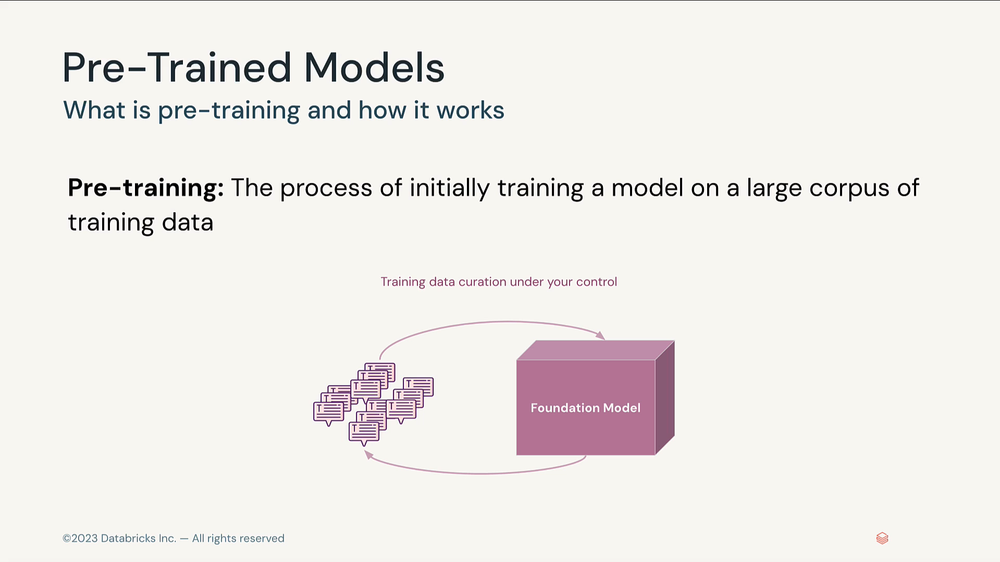 Pre-Trained Models
What is pre-training and how it works
Pre-training: The process of initially training a model on a large corpus of
training data
Training data curation under your control
Foundation Model
©2023 Databricks Inc. — All rights reserved